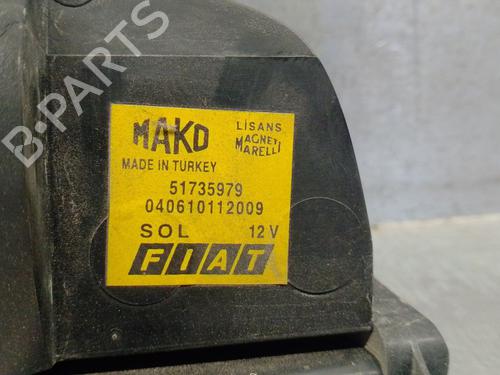 B-PARTS
MAKO LISANS
MAGNETI
MARELLI
MADE IN TURKEY
51735979
040610112009
SOL 12 V
FIAT